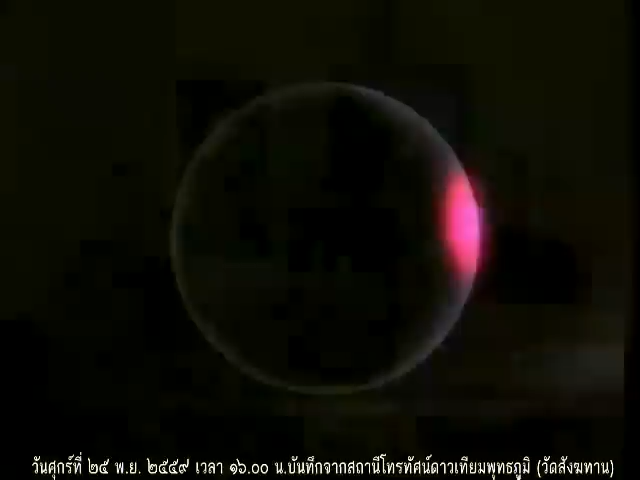 วันศุกร์ที่ ๒๕ พ.ย. ๒๕๕๙ เวลา ๑๖.๐๐ น.บันทึกจากสถานีโทรทัศน์ดาวเทียมพุทธภูมิ (วัดสังฆทาน)